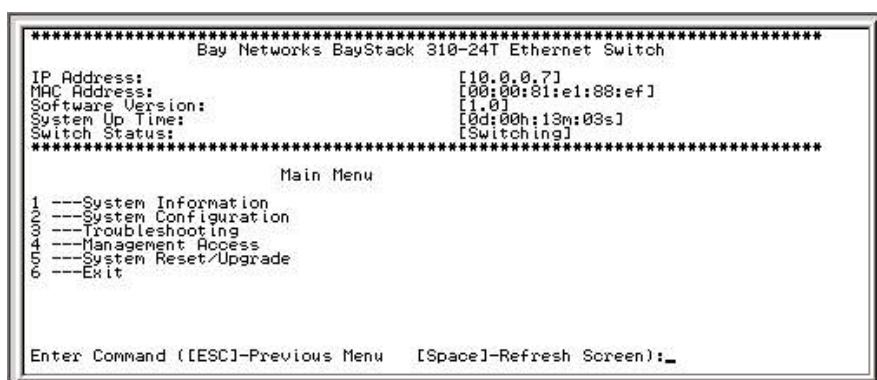 ****************************************************************************************
Bay Networks BayStack 310-24T Ethernet Switch
IP Address: [10.0.0.7]
MAC Address: [00:00:81:e1:88:ef]
Software Version: [1.0]
System Up Time: [0d:00h:13m:03s]
Switch Status: [Switching]
****************************************************************************************
Main Menu
1 ---System Information
2 ---System Configuration
3 ---Troubleshooting
4 ---Management Access
5 ---System Reset/Upgrade
6 ---Exit
Enter Command ([ESC]-Previous Menu [Space]-Refresh Screen):_